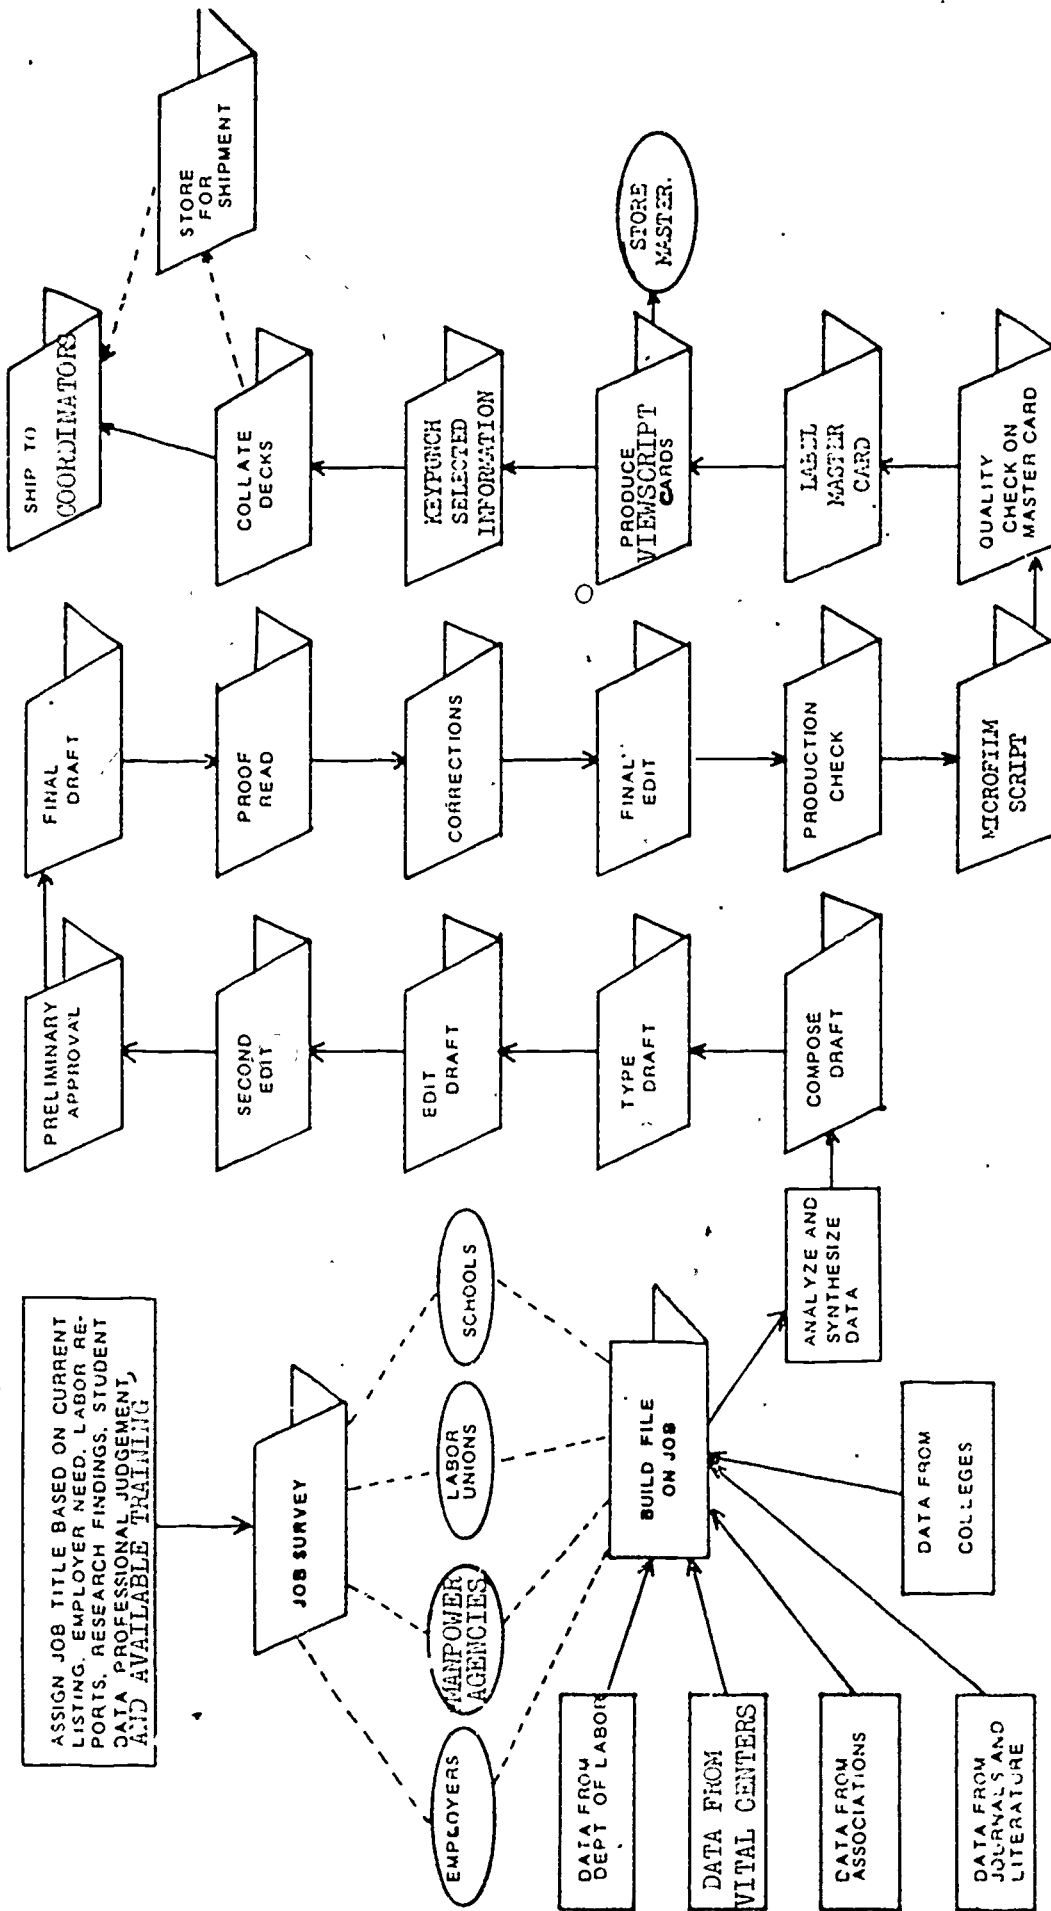 ASSIGN JOB TITLE BASED ON CURRENT
LISTING, EMPLOYER NEED, LABOR RE-
PORTS, RESEARCH FINDINGS, STUDENT
DATA, PROFESSIONAL JUDGEMENT,
AND AVAILABLE TRAINING
JOB SURVEY
EMPLOYERS
MANPOWER
AGENCIES
LABOR
UNIONS
SCHOOLS
BUILD FILE
ON JOB
DATA FROM
DEPT OF LABOR
DATA FROM
VITAL CENTERS
DATA FROM
ASSOCIATIONS
DATA FROM
JOURNALS AND
LITERATURE
DATA FROM
COLLEGES
ANALYZE AND
SYNTHESIZE
DATA
COMPOSE
DRAFT
TYPE
DRAFT
EDIT
DRAFT
SECOND
EDIT
PRELIMINARY
APPROVAL
FINAL
DRAFT
PROOF
READ
CORRECTIONS
FINAL
EDIT
PRODUCTION
CHECK
MICROFILM
SCRIPT
QUALITY
CHECK ON
MASTER CARD
LABEL
MASTER
CARD
PRODUCE
VIEWSCRIPT
CARDS
STORE
MASTER.
KEYPUNCH
SELECTED
INFORMATION
COLLATE
DECKS
STORE
FOR
SHIPMENT
SHIP TO
COORDINATORS